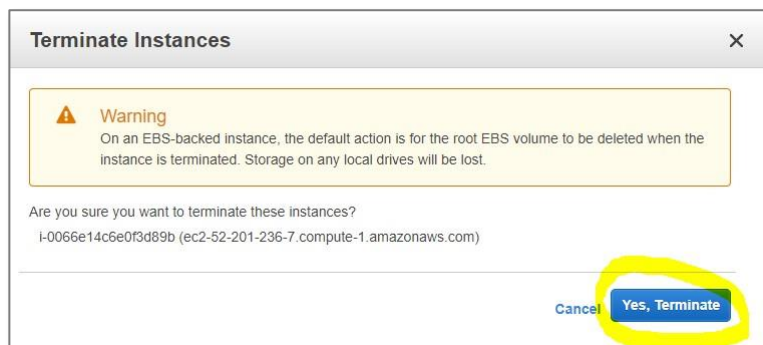 Terminate Instances
Warning
On an EBS-backed instance, the default action is for the root EBS volume to be deleted when the
instance is terminated. Storage on any local drives will be lost.
Are you sure you want to terminate these instances?
i-0066e14c6e0f3d89b (ec2-52-201-236-7.compute-1.amazonaws.com)
Cancel Yes, Terminate